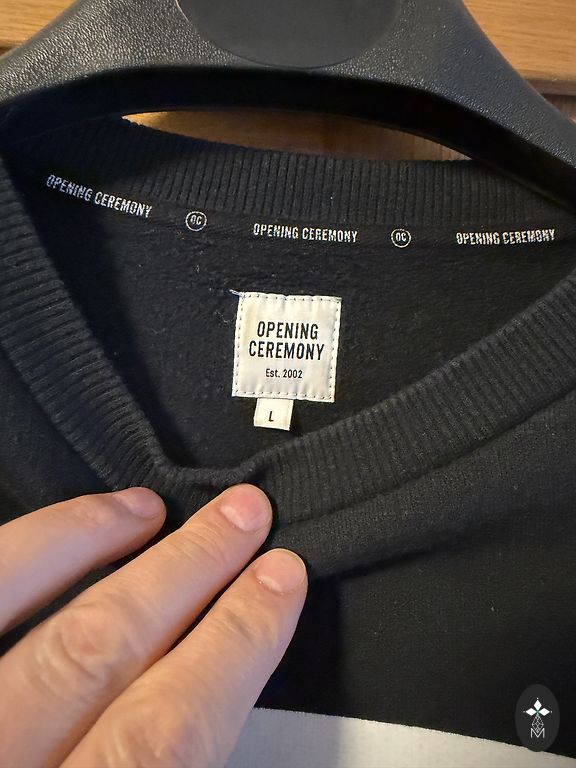 OPENING CEREMONY OC OPENING CEREMONY OC OPENING CEREMONY
OPENING
CEREMONY
Est. 2002
L
M